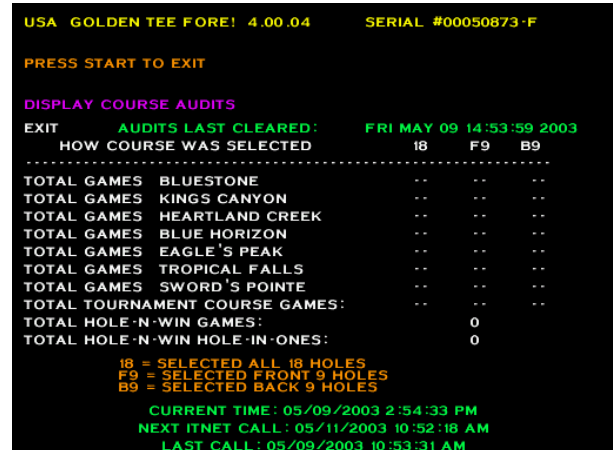 USA GOLDEN TEE FORE! 4.00.04 SERIAL #00050873-F
PRESS START TO EXIT
DISPLAY COURSE AUDITS
EXIT AUDITS LAST CLEARED: FRI MAY 09 14:53:59 2003
HOW COURSE WAS SELECTED 18 F9 B9
--------------------------------------------------------------
TOTAL GAMES BLUESTONE -- -- --
TOTAL GAMES KINGS CANYON -- -- --
TOTAL GAMES HEARTLAND CREEK -- -- --
TOTAL GAMES BLUE HORIZON -- -- --
TOTAL GAMES EAGLE'S PEAK -- -- --
TOTAL GAMES TROPICAL FALLS -- -- --
TOTAL GAMES SWORD'S POINTE -- -- --
TOTAL TOURNAMENT COURSE GAMES: -- -- --
TOTAL HOLE-N-WIN GAMES: 0
TOTAL HOLE-N-WIN HOLE-IN-ONES: 0
18 = SELECTED ALL 18 HOLES
F9 = SELECTED FRONT 9 HOLES
B9 = SELECTED BACK 9 HOLES
CURRENT TIME: 05/09/2003 2:54:33 PM
NEXT ITNET CALL: 05/11/2003 10:52:18 AM
LAST CALL: 05/09/2003 10:53:31 AM